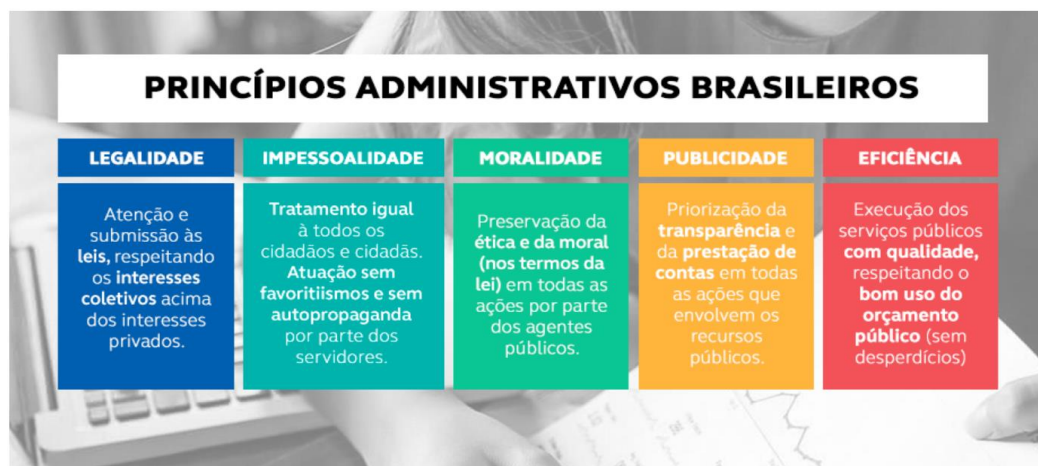 PRINCÍPIOS ADMINISTRATIVOS BRASILEIROS
LEGALIDADE
Atenção e
submissão às
leis, respeitando
os interesses
coletivos acima
dos interesses
privados.
IMPESSOALIDADE
Tratamento igual
à todos os
cidadãos e cidadãs.
Atuação sem
favoritiismos e sem
autopropaganda
por parte dos
servidores.
MORALIDADE
Preservação da
ética e da moral
(nos termos da
lei) em todas as
ações por parte
dos agentes
públicos.
PUBLICIDADE
Priorização da
transparência e
da prestação de
contas em todas
as ações que
envolvem os
recursos
públicos.
EFICIÊNCIA
Execução dos
serviços públicos
com qualidade,
respeitando o
bom uso do
orçamento
público (sem
desperdícios)